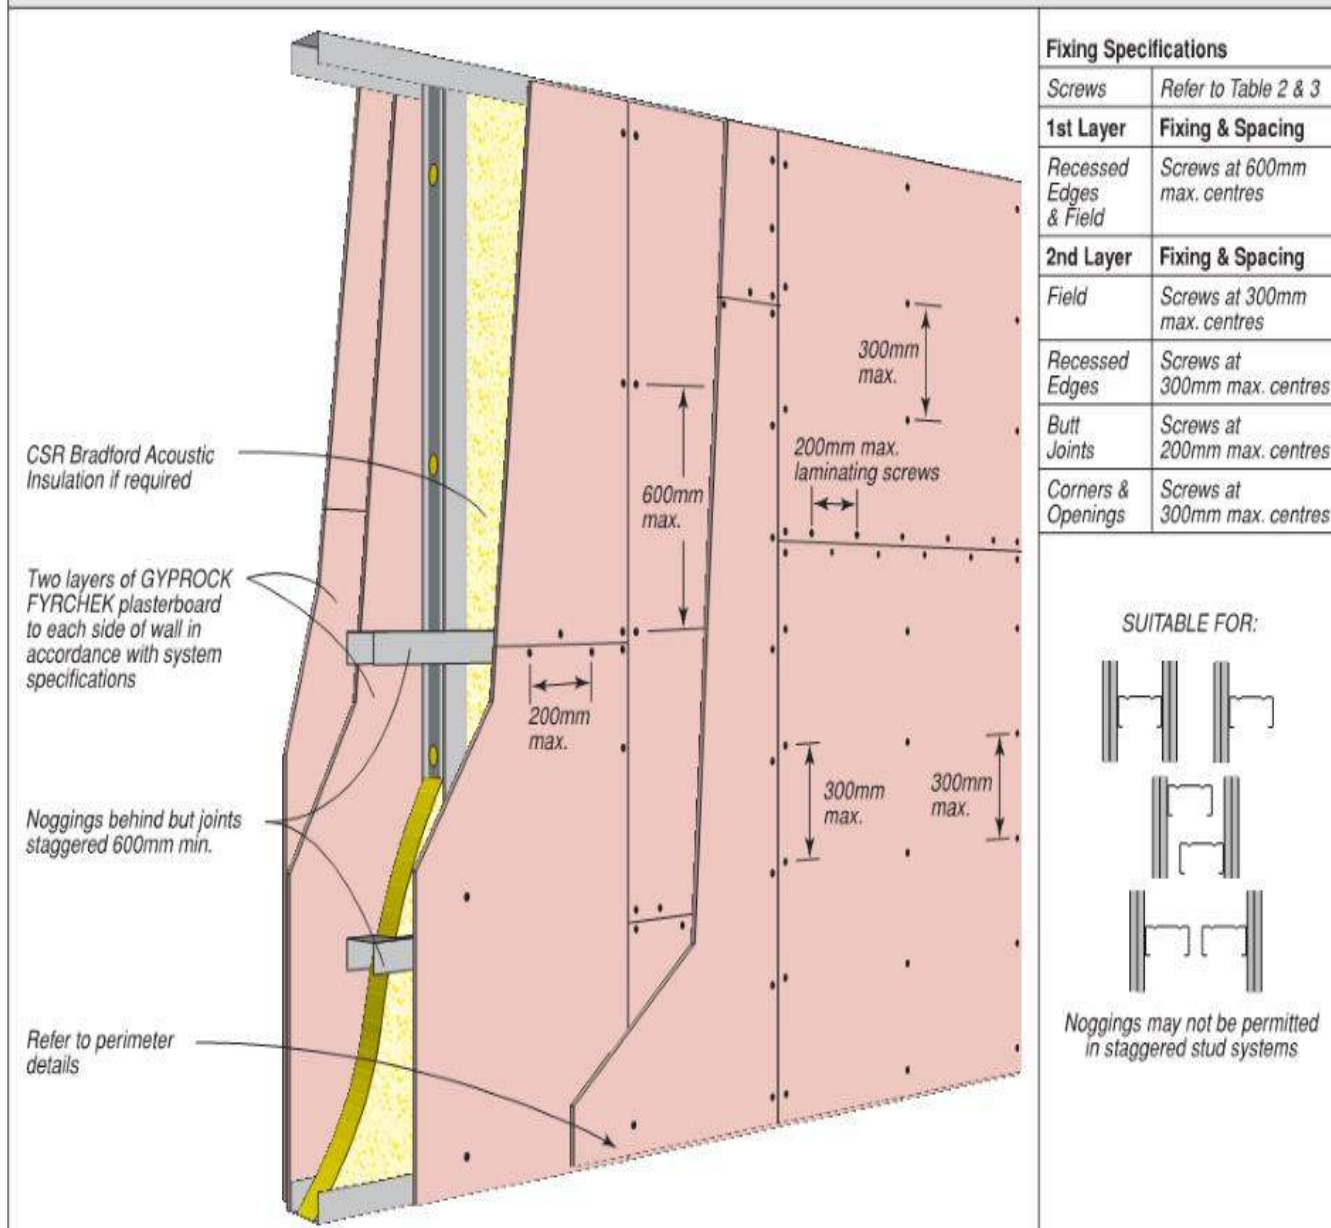 CSR Bradford Acoustic
Insulation if required
Two layers of GYPROCK
FYRCHEK plasterboard
to each side of wall in
accordance with system
specifications
Noggings behind but joints
staggered 600mm min.
Refer to perimeter
details
600mm
max.
200mm
max.
300mm
max.
200mm max.
laminating screws
300mm
max.
300mm
max.
Fixing Specifications
Screws Refer to Table 2 & 3
1st Layer Fixing & Spacing
Recessed Screws at 600mm
Edges max. centres
& Field
2nd Layer Fixing & Spacing
Field Screws at 300mm
max. centres
Recessed Screws at
Edges 300mm max. centres
Butt Screws at
Joints 200mm max. centres
Corners & Screws at
Openings 300mm max. centres
SUITABLE FOR:
Noggings may not be permitted
in staggered stud systems